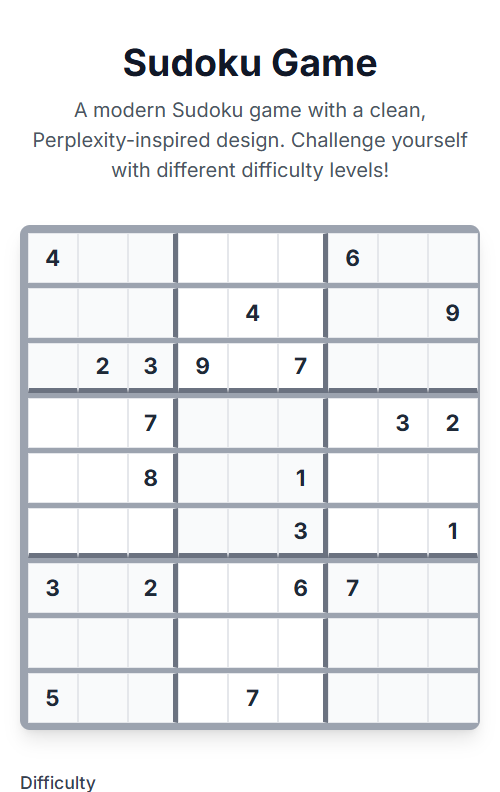 Sudoku Game
A modern Sudoku game with a clean,
Perplexity-inspired design. Challenge yourself
with different difficulty levels!
4 6
4 9
2 3 9 7
7 3 2
8 1
3 1
3 2 6 7
5 7
Difficulty